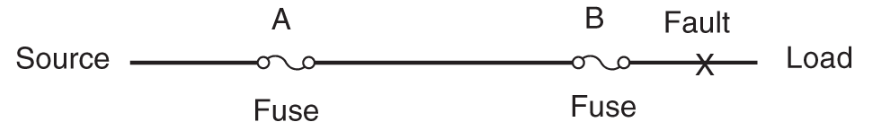 A
B
Fault
Source
X
Load
Fuse
Fuse